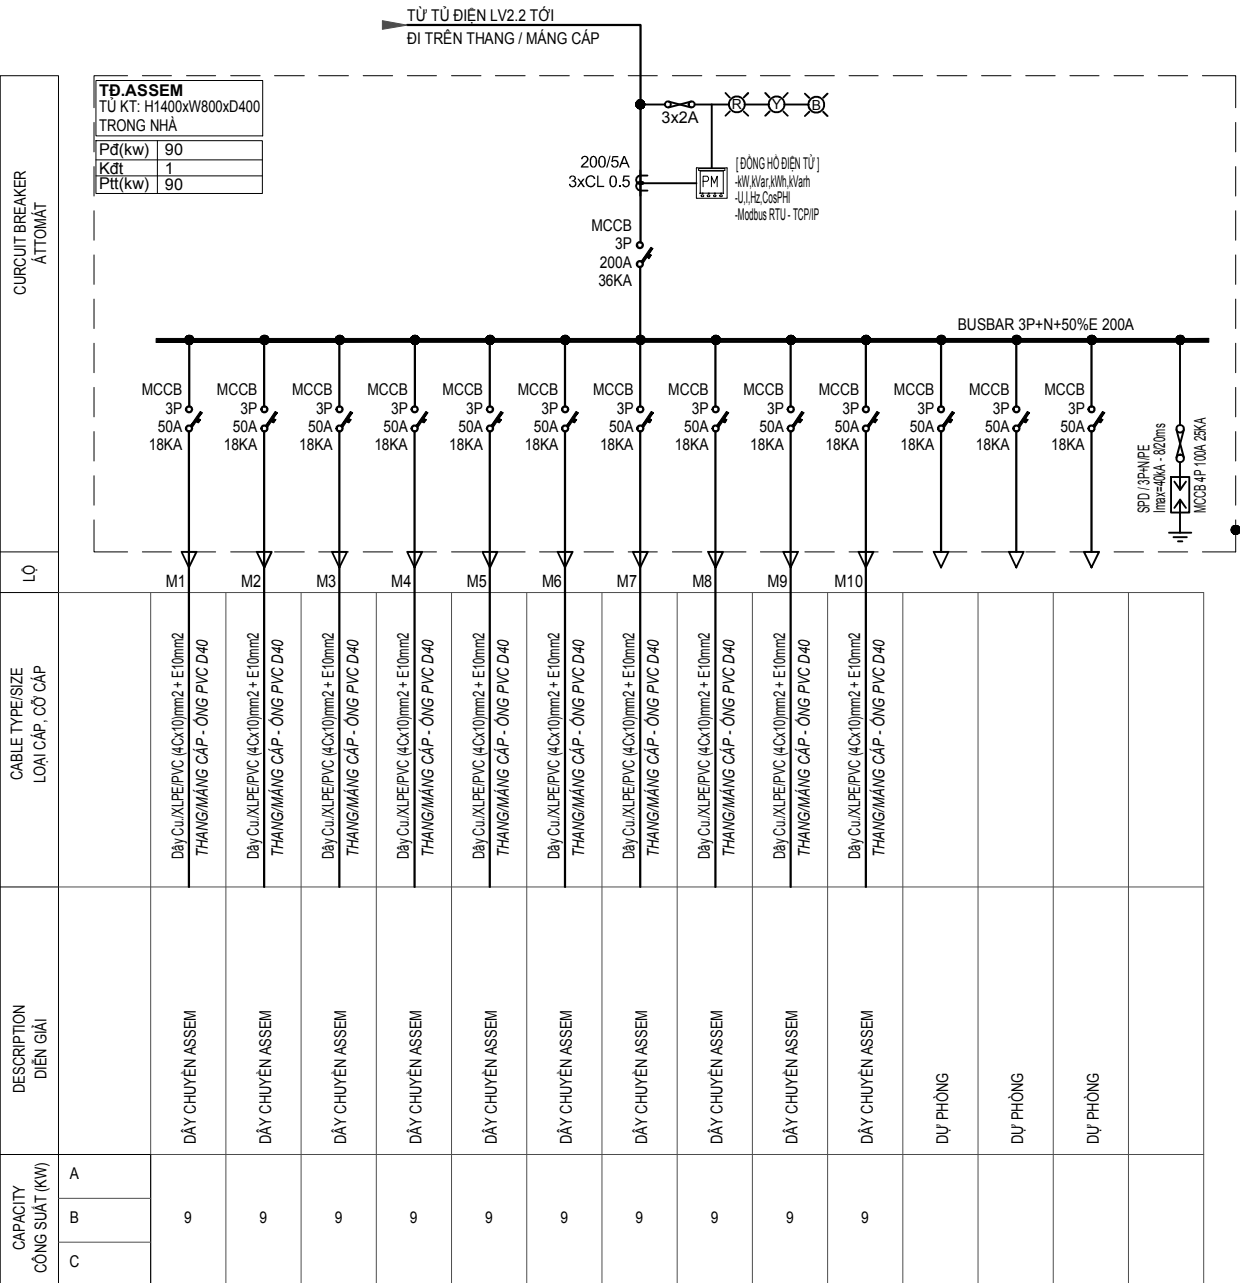 TỪ TỦ ĐIỆN LV2.2 TỚI
ĐI TRÊN THANG / MÁNG CÁP
CURCUIT BREAKER
ÁTTOMÁT
TĐ.ASSEM
TỦ KT: H1400xW800xD400
TRONG NHÀ
Pđ(kw) 90
Kđt 1
Ptt(kw) 90
3x2A
R Y B
200/5A
3xCL 0.5
PM
[ ĐỒNG HỒ ĐIỆN TỬ ]
-kW,kVar,kWh,kVarh
-U,I,Hz,CosPHI
-Modbus RTU - TCP/IP
MCCB
3P
200A
36KA
BUSBAR 3P+N+50%E 200A
MCCB MCCB MCCB MCCB MCCB MCCB MCCB MCCB MCCB MCCB MCCB MCCB MCCB
3P 3P 3P 3P 3P 3P 3P 3P 3P 3P 3P 3P 3P
50A 50A 50A 50A 50A 50A 50A 50A 50A 50A 50A 50A 50A
18KA 18KA 18KA 18KA 18KA 18KA 18KA 18KA 18KA 18KA 18KA 18KA 18KA
SPD / 3P+N/PE
Imax=40kA - 8/20ms
MCCB 4P 100A 25KA
LỘ
M1 M2 M3 M4 M5 M6 M7 M8 M9 M10
CABLE TYPE/SIZE
LOẠI CÁP, CỠ CÁP
Dây Cu./XLPE/PVC (4Cx10)mm2 + E10mm2
THANG/MÁNG CÁP - ỐNG PVC D40
Dây Cu./XLPE/PVC (4Cx10)mm2 + E10mm2
THANG/MÁNG CÁP - ỐNG PVC D40
Dây Cu./XLPE/PVC (4Cx10)mm2 + E10mm2
THANG/MÁNG CÁP - ỐNG PVC D40
Dây Cu./XLPE/PVC (4Cx10)mm2 + E10mm2
THANG/MÁNG CÁP - ỐNG PVC D40
Dây Cu./XLPE/PVC (4Cx10)mm2 + E10mm2
THANG/MÁNG CÁP - ỐNG PVC D40
Dây Cu./XLPE/PVC (4Cx10)mm2 + E10mm2
THANG/MÁNG CÁP - ỐNG PVC D40
Dây Cu./XLPE/PVC (4Cx10)mm2 + E10mm2
THANG/MÁNG CÁP - ỐNG PVC D40
Dây Cu./XLPE/PVC (4Cx10)mm2 + E10mm2
THANG/MÁNG CÁP - ỐNG PVC D40
Dây Cu./XLPE/PVC (4Cx10)mm2 + E10mm2
THANG/MÁNG CÁP - ỐNG PVC D40
Dây Cu./XLPE/PVC (4Cx10)mm2 + E10mm2
THANG/MÁNG CÁP - ỐNG PVC D40
DESCRIPTION
DIỄN GIẢI
DÂY CHUYỀN ASSEM
DÂY CHUYỀN ASSEM
DÂY CHUYỀN ASSEM
DÂY CHUYỀN ASSEM
DÂY CHUYỀN ASSEM
DÂY CHUYỀN ASSEM
DÂY CHUYỀN ASSEM
DÂY CHUYỀN ASSEM
DÂY CHUYỀN ASSEM
DÂY CHUYỀN ASSEM
DỰ PHÒNG
DỰ PHÒNG
DỰ PHÒNG
CAPACITY
CÔNG SUẤT (KW)
A
B 9 9 9 9 9 9 9 9 9 9
C